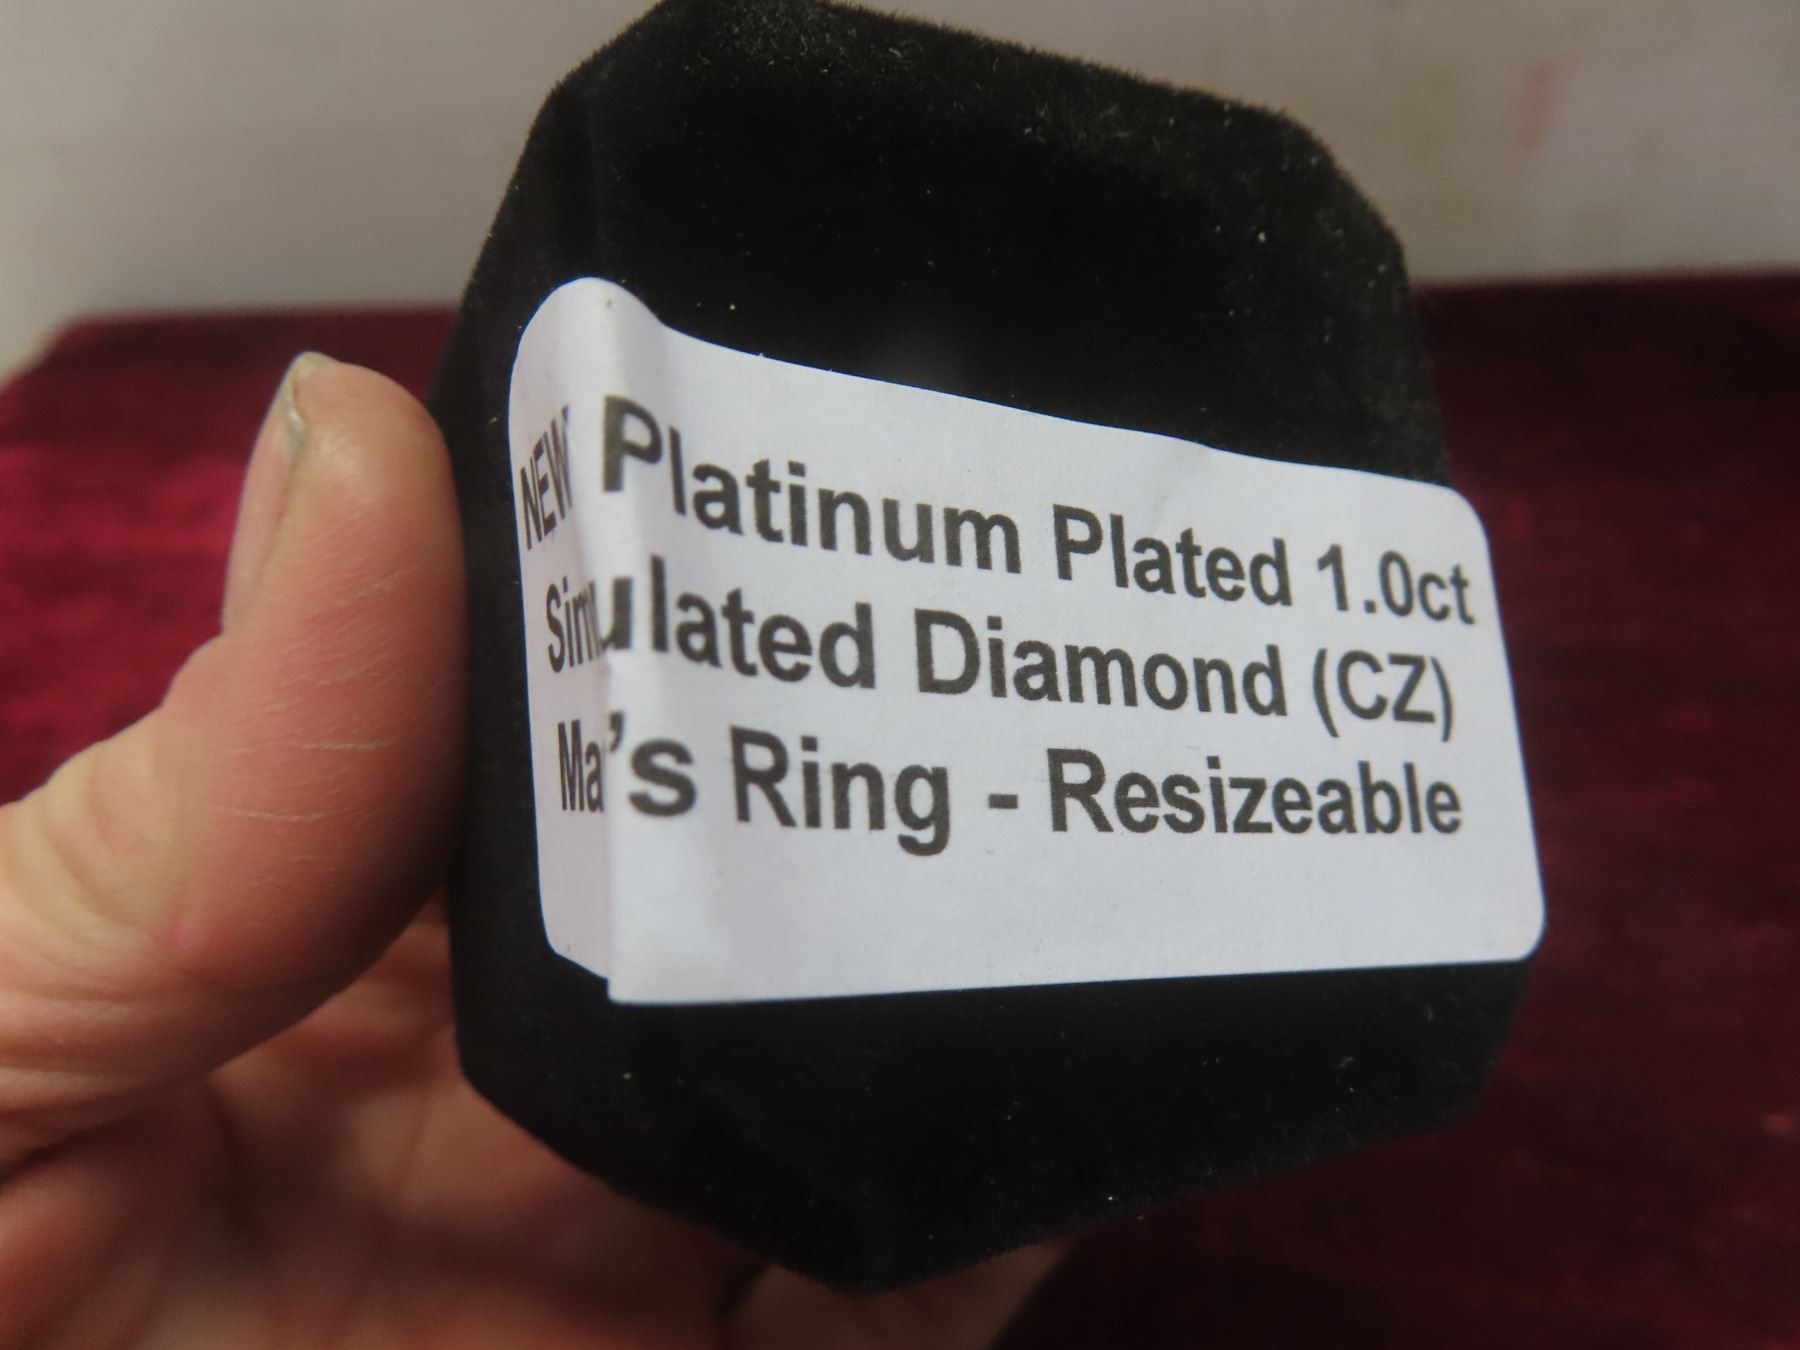 NEW Platinum Plated 1.0ct
Simulated Diamond (CZ)
Ma's Ring - Resizeable